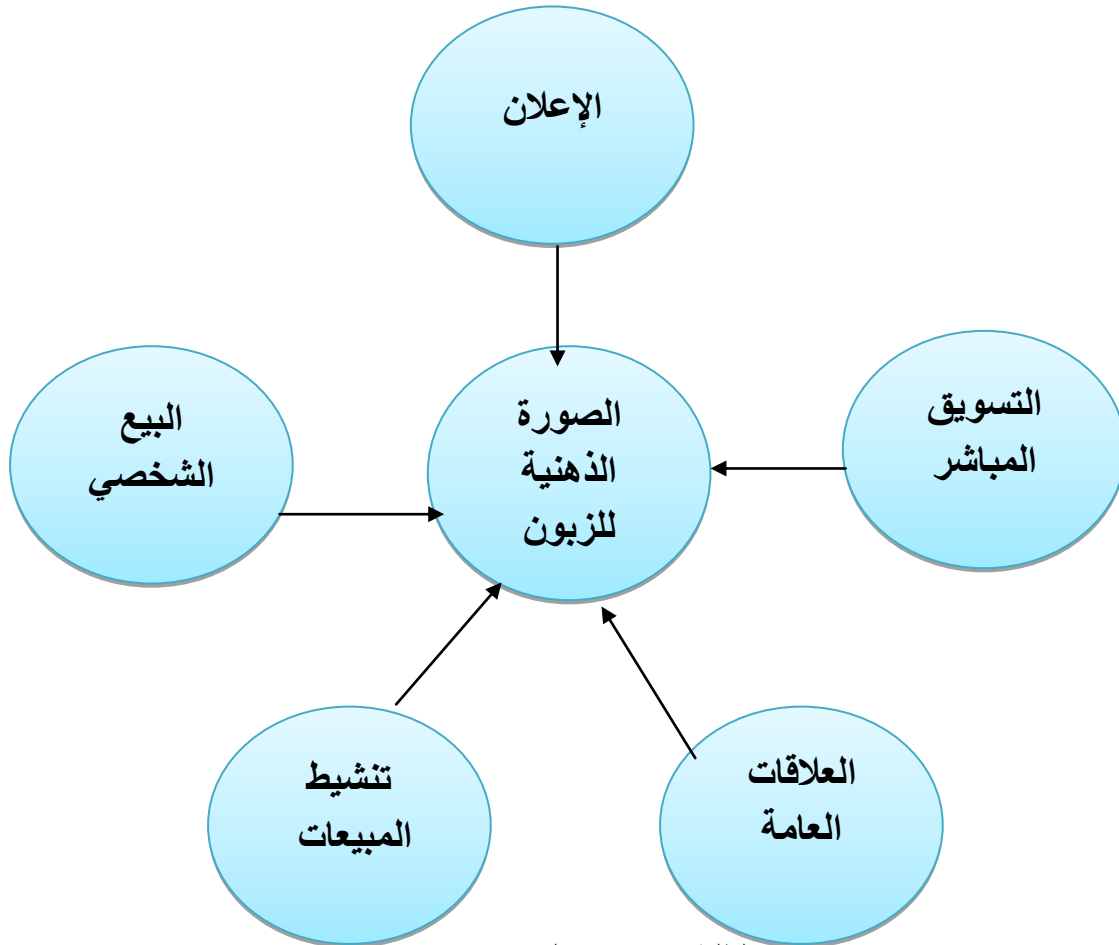 الإعلان
التسويق
المباشر
الصورة
الذهنية
للزبون
البيع
الشخصي
العلاقات
العامة
تنشيط
المبيعات